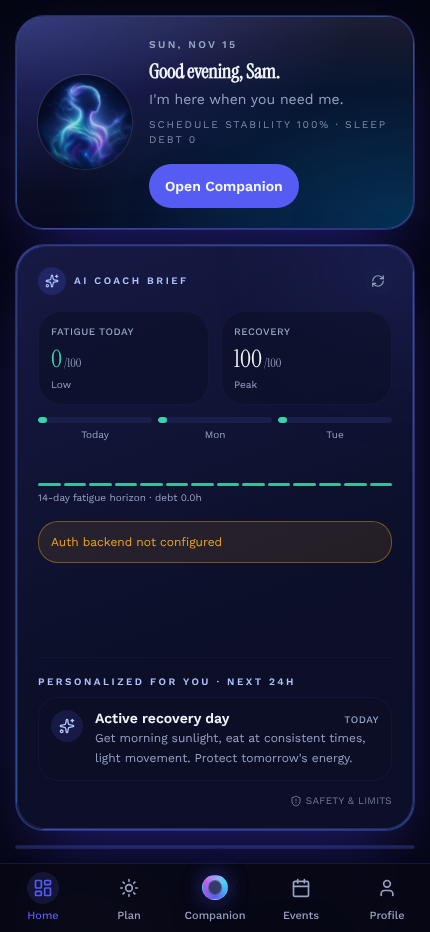 SUN, NOV 15
Good evening, Sam.
I'm here when you need me.
SCHEDULE STABILITY 100% · SLEEP
DEBT 0
Open Companion
AI COACH BRIEF
FATIGUE TODAY
0 /100
Low
RECOVERY
100 /100
Peak
Today
Mon
Tue
14-day fatigue horizon · debt 0.0h
Auth backend not configured
PERSONALIZED FOR YOU · NEXT 24H
Active recovery day
TODAY
Get morning sunlight, eat at consistent times,
light movement. Protect tomorrow's energy.
SAFETY & LIMITS
Home
Plan
Companion
Events
Profile